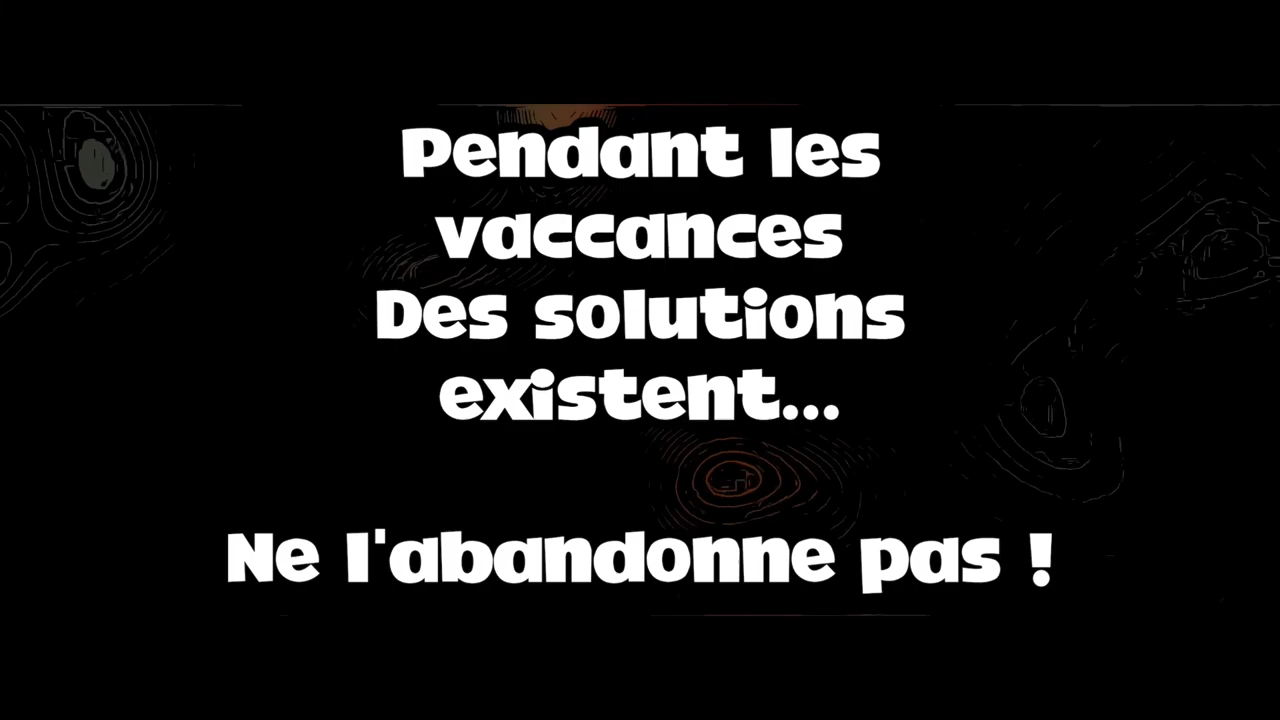 Pendant les
vaccances
Des solutions
existent...
Ne l'abandonne pas !